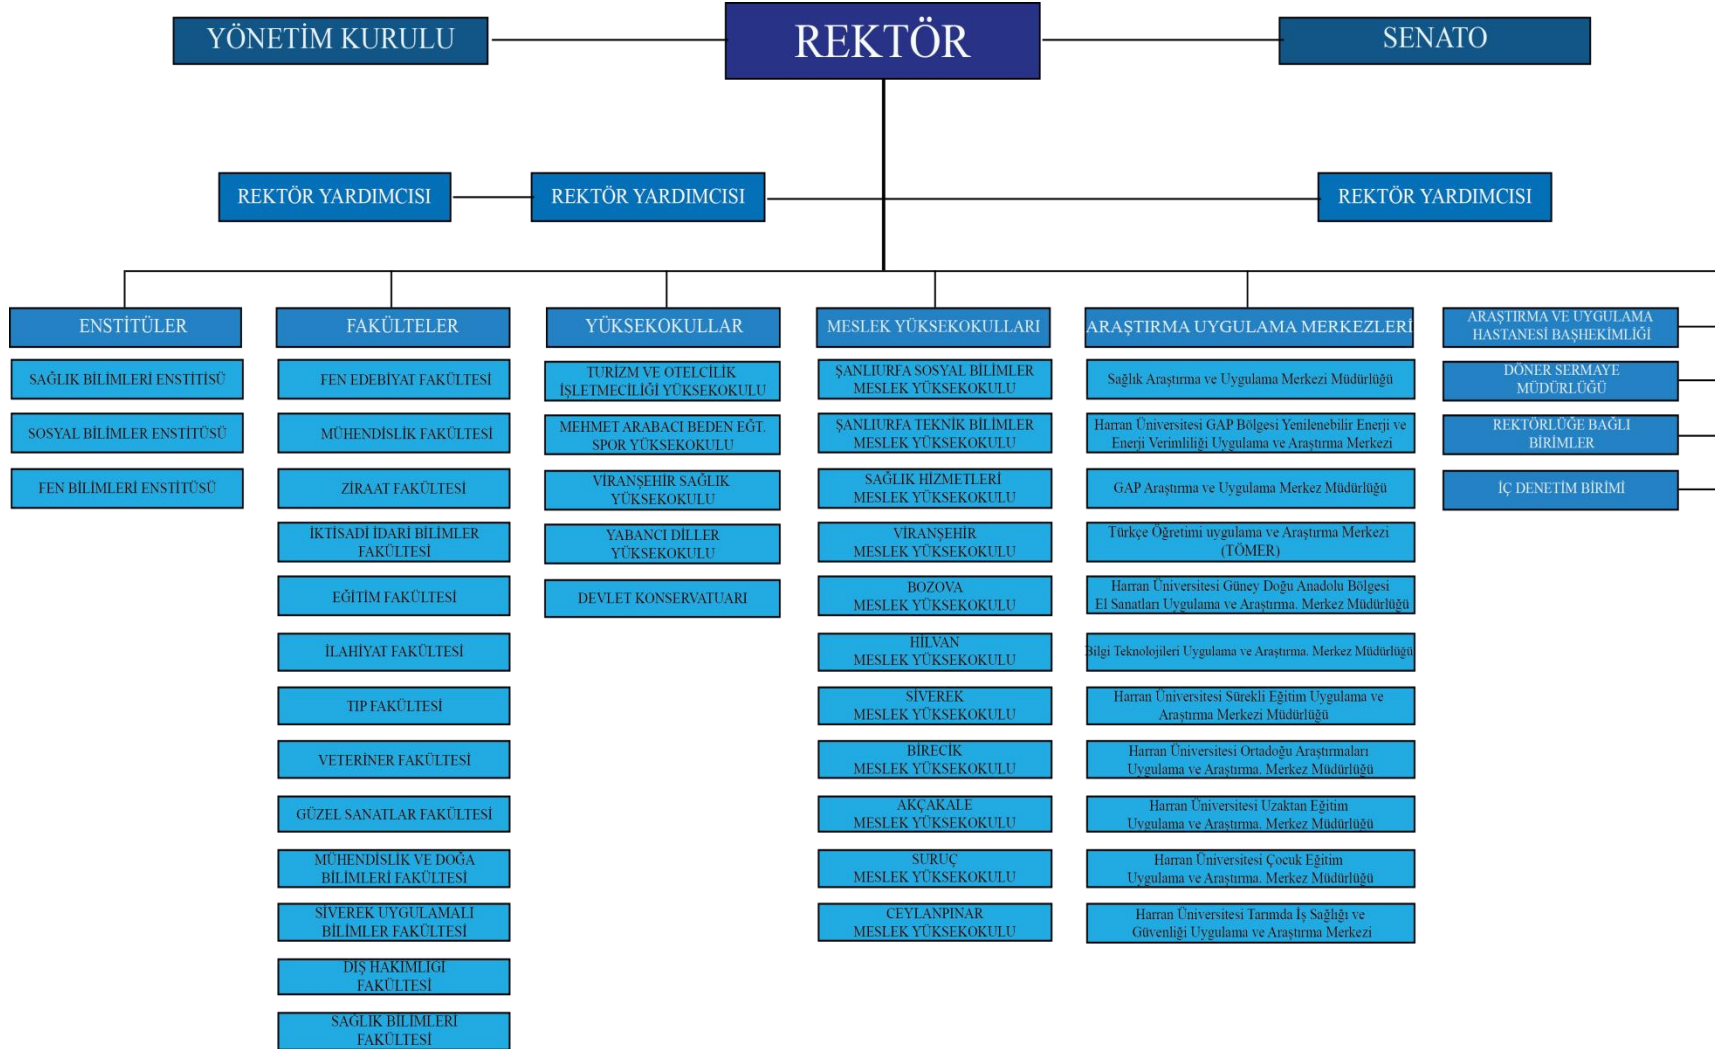 YÖNETİM KURULU
REKTÖR
SENATO
REKTÖR YARDIMCISI
REKTÖR YARDIMCISI
REKTÖR YARDIMCISI
ENSTİTÜLER
SAĞLIK BİLİMLERİ ENSTİTİSÜ
SOSYAL BİLİMLER ENSTİTÜSÜ
FEN BİLİMLERİ ENSTİTÜSÜ
FAKÜLTELER
FEN EDEBİYAT FAKÜLTESİ
MÜHENDİSLİK FAKÜLTESİ
ZİRAAT FAKÜLTESİ
İKTİSADİ İDARİ BİLİMLER
FAKÜLTESİ
EĞİTİM FAKÜLTESİ
İLAHİYAT FAKÜLTESİ
TIP FAKÜLTESİ
VETERİNER FAKÜLTESİ
GÜZEL SANATLAR FAKÜLTESİ
MÜHENDİSLİK VE DOĞA
BİLİMLERİ FAKÜLTESİ
SİVEREK UYGULAMALI
BİLİMLER FAKÜLTESİ
DİŞ HAKİMLİGİ
FAKÜLTESİ
SAĞLIK BİLİMLERİ
FAKÜLTESİ
YÜKSEKOKULLAR
TURİZM VE OTELCİLİK
İŞLETMECİLİĞİ YÜKSEKOKULU
MEHMET ARABACI BEDEN EĞT.
SPOR YÜKSEKOKULU
VİRANŞEHİR SAĞLIK
YÜKSEKOKULU
YABANCI DİLLER
YÜKSEKOKULU
DEVLET KONSERVATUARI
MESLEK YÜKSEKOKULLARI
ŞANLIURFA SOSYAL BİLİMLER
MESLEK YÜKSEKOKULU
ŞANLIURFA TEKNİK BİLİMLER
MESLEK YÜKSEKOKULU
SAĞLIK HİZMETLERİ
MESLEK YÜKSEKOKULU
VİRANŞEHİR
MESLEK YÜKSEKOKULU
BOZOVA
MESLEK YÜKSEKOKULU
HİLVAN
MESLEK YÜKSEKOKULU
SİVEREK
MESLEK YÜKSEKOKULU
BİRECİK
MESLEK YÜKSEKOKULU
AKÇAKALE
MESLEK YÜKSEKOKULU
SURUÇ
MESLEK YÜKSEKOKULU
CEYLANPINAR
MESLEK YÜKSEKOKULU
ARAŞTIRMA UYGULAMA MERKEZLERİ
Sağlık Araştırma ve Uygulama Merkezi Müdürlüğü
Harran Üniversitesi GAP Bölgesi Yenilenebilir Enerji ve
Enerji Verimliliği Uygulama ve Araştırma Merkezi
GAP Araştırma ve Uygulama Merkez Müdürlüğü
Türkçe Öğretimi uygulama ve Araştırma Merkezi
(TÖMER)
Harran Üniversitesi Güney Doğu Anadolu Bölgesi
El Sanatları Uygulama ve Araştırma. Merkez Müdürlüğü
Bilgi Teknolojileri Uygulama ve Araştırma. Merkez Müdürlüğü
Harran Üniversitesi Sürekli Eğitim Uygulama ve
Araştırma Merkezi Müdürlüğü
Harran Üniversitesi Ortadoğu Araştırmaları
Uygulama ve Araştırma. Merkez Müdürlüğü
Harran Üniversitesi Uzaktan Eğitim
Uygulama ve Araştırma. Merkez Müdürlüğü
Harran Üniversitesi Çocuk Eğitim
Uygulama ve Araştırma. Merkez Müdürlüğü
Harran Üniversitesi Tarımda İş Sağlığı ve
Güvenliği Uygulama ve Araştırma Merkezi
ARAŞTIRMA VE UYGULAMA
HASTANESİ BAŞHEKİMLİĞİ
DÖNER SERMAYE
MÜDÜRLÜĞÜ
REKTÖRLÜĞE BAĞLI
BİRİMLER
İÇ DENETİM BİRİMİ